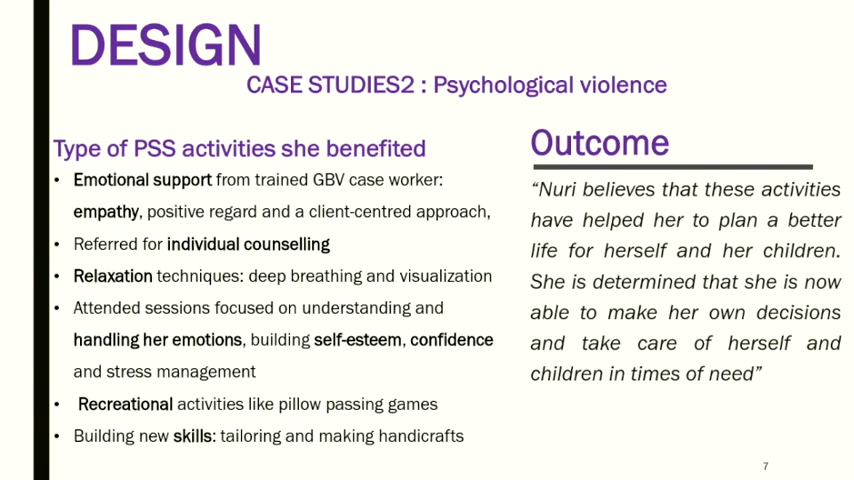 DESIGN
CASE STUDIES2 : Psychological violence
Type of PSS activities she benefited
• Emotional support from trained GBV case worker:
empathy, positive regard and a client-centred approach,
• Referred for individual counselling
• Relaxation techniques: deep breathing and visualization
• Attended sessions focused on understanding and
handling her emotions, building self-esteem, confidence
and stress management
• Recreational activities like pillow passing games
• Building new skills: tailoring and making handicrafts
Outcome
“Nuri believes that these activities
have helped her to plan a better
life for herself and her children.
She is determined that she is now
able to make her own decisions
and take care of herself and
children in times of need”
7